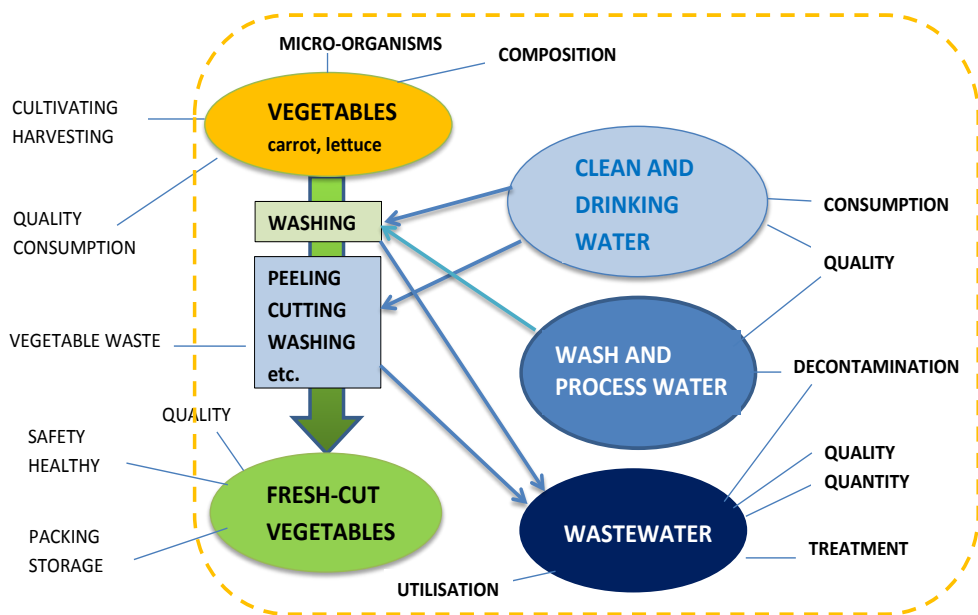 MICRO-ORGANISMS
COMPOSITION
CULTIVATING
HARVESTING
VEGETABLES
carrot, lettuce
QUALITY
CONSUMPTION
WASHING
CLEAN AND
DRINKING
WATER
CONSUMPTION
QUALITY
PEELING
CUTTING
WASHING
etc.
VEGETABLE WASTE
WASH AND
PROCESS WATER
DECONTAMINATION
QUALITY
SAFETY
HEALTHY
FRESH-CUT
VEGETABLES
PACKING
STORAGE
WASTEWATER
QUALITY
QUANTITY
TREATMENT
UTILISATION